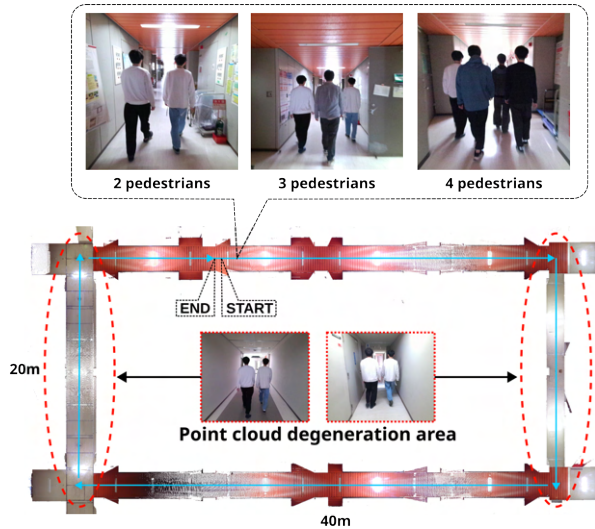 2 pedestrians
3 pedestrians
4 pedestrians
END
START
20m
Point cloud degeneration area
40m